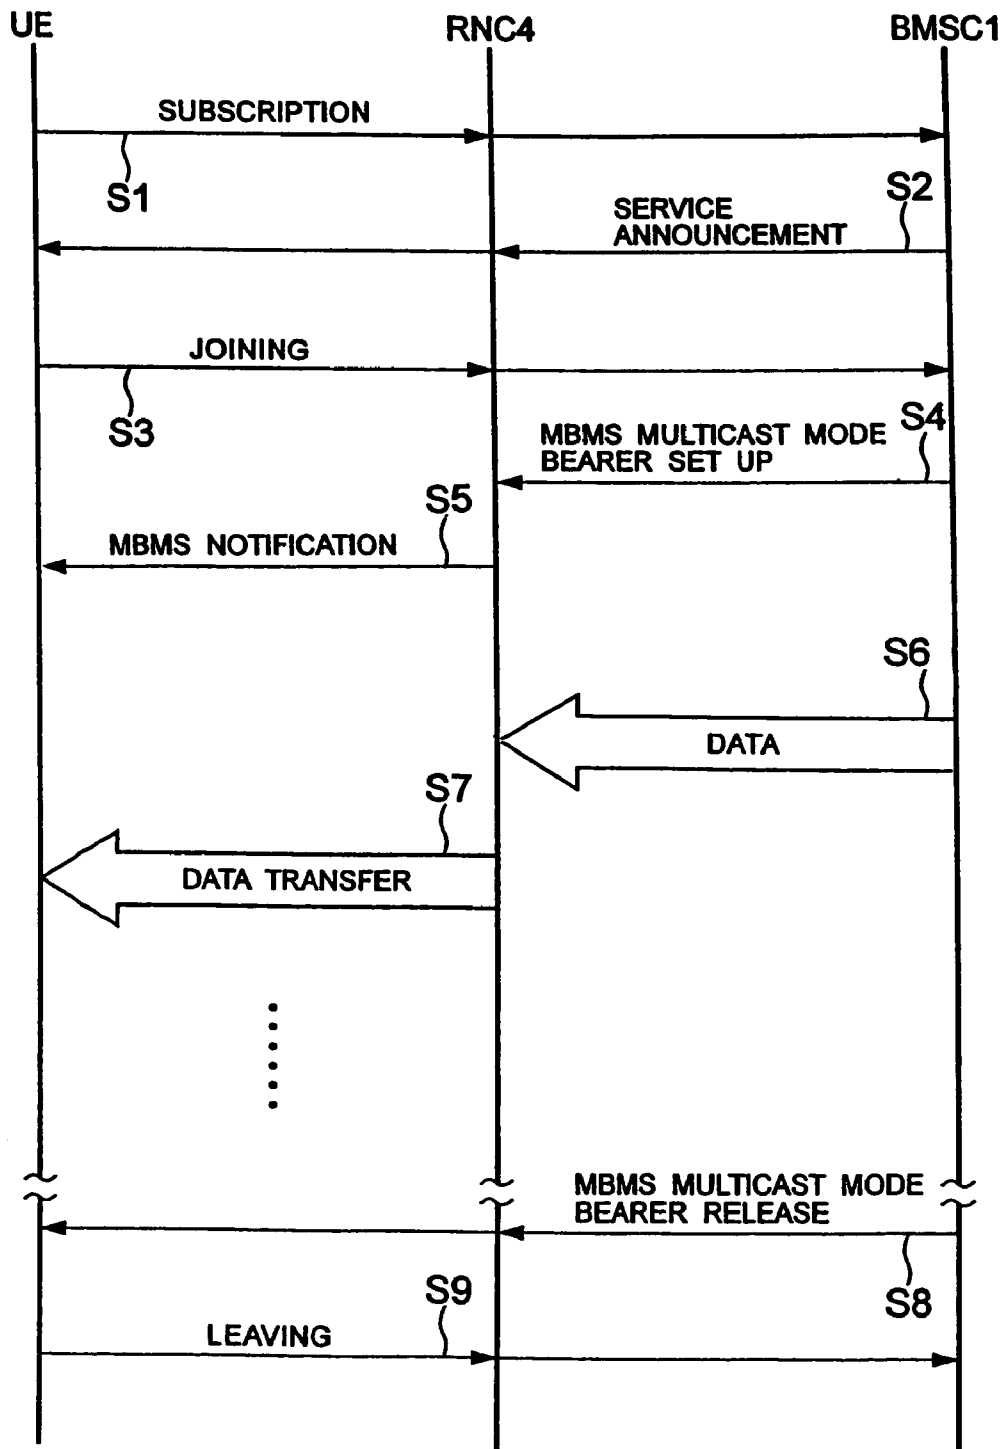 UE RNC4 BMSC1
SUBSCRIPTION
S1
S2
SERVICE
ANNOUNCEMENT
JOINING
S3
S4
MBMS MULTICAST MODE
BEARER SET UP
S5
MBMS NOTIFICATION
S6
DATA
S7
DATA TRANSFER
MBMS MULTICAST MODE
BEARER RELEASE
S8
S9
LEAVING